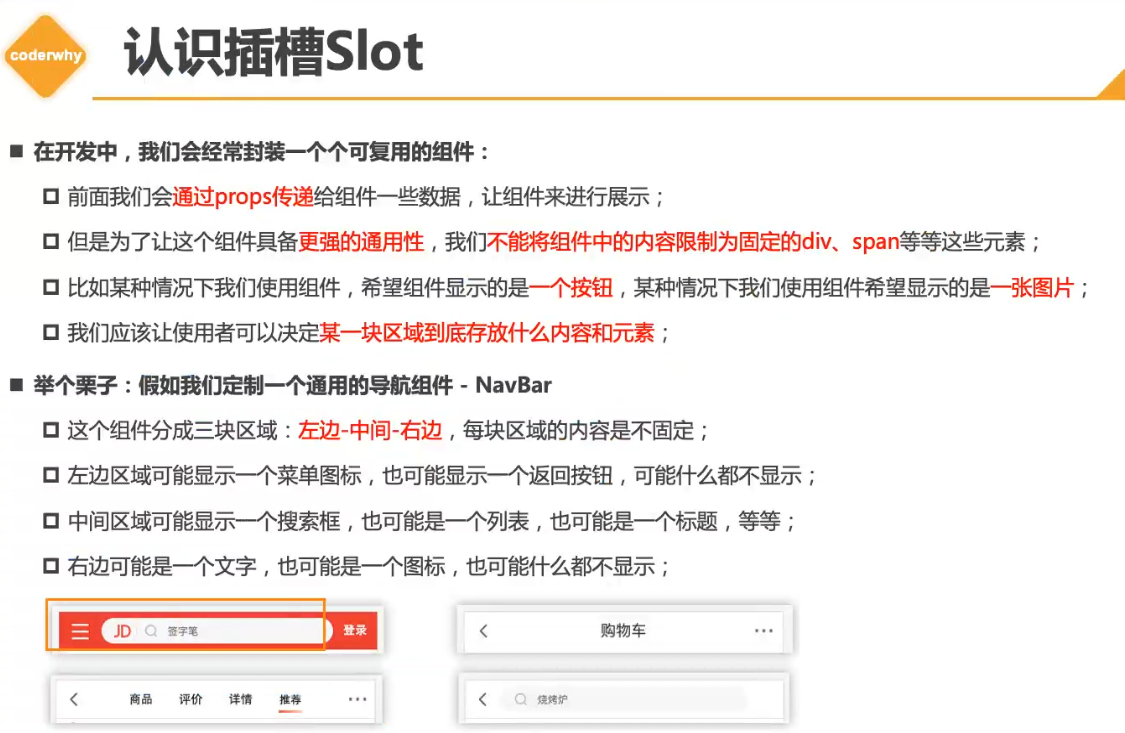 coderwhy
认识插槽Slot
在开发中，我们会经常封装一个个可复用的组件：
前面我们会通过props传递给组件一些数据，让组件来进行展示；
但是为了让这个组件具备更强的通用性，我们不能将组件中的内容限制为固定的div、span等等这些元素；
比如某种情况下我们使用组件，希望组件显示的是一个按钮，某种情况下我们使用组件希望显示的是一张图片；
我们应该让使用者可以决定某一块区域到底存放什么内容和元素；
举个栗子：假如我们定制一个通用的导航组件 - NavBar
这个组件分成三块区域：左边-中间-右边，每块区域的内容是不固定；
左边区域可能显示一个菜单图标，也可能显示一个返回按钮，可能什么都不显示；
中间区域可能显示一个搜索框，也可能是一个列表，也可能是一个标题，等等；
右边可能是一个文字，也可能是一个图标，也可能什么都不显示；
JD 签字笔 登录
购物车
商品 评价 详情 推荐
烧烤炉